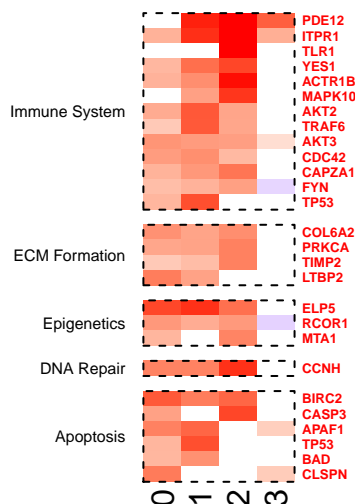 PDE12
ITPR1
TLR1
YES1
ACTR1B
MAPK10
Immune System
AKT2
TRAF6
AKT3
CDC42
CAPZA1
FYN
TP53
COL6A2
PRKCA
ECM Formation
TIMP2
LTBP2
ELP5
Epigenetics
RCOR1
MTA1
DNA Repair
CCNH
BIRC2
CASP3
APAF1
Apoptosis
TP53
BAD
CLSPN
0 1 2 3